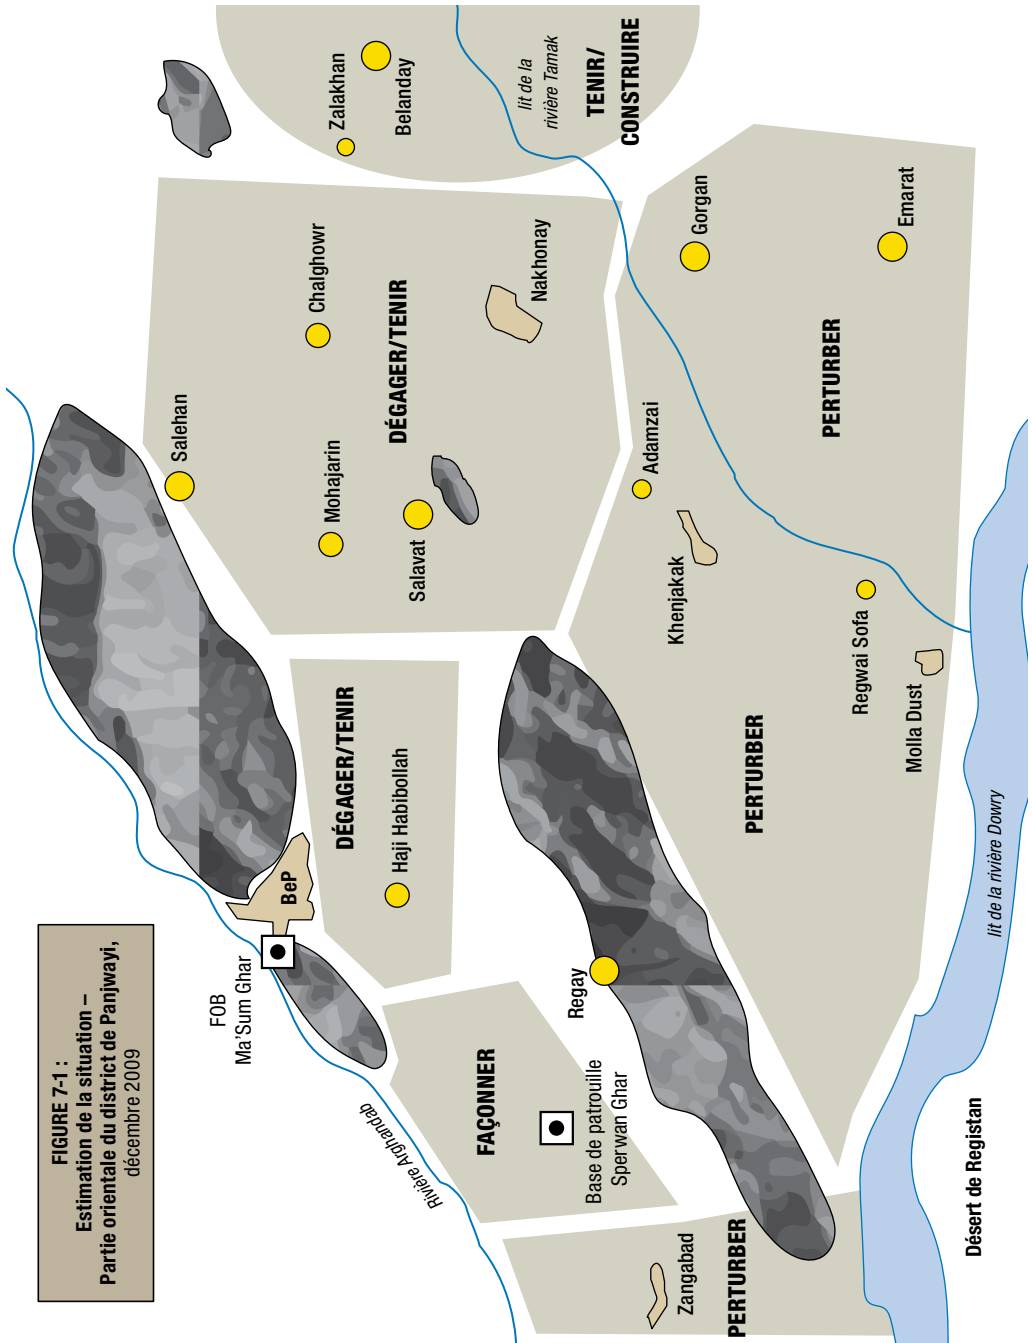 FIGURE 7-1 :
Estimation de la situation –
Partie orientale du district de Panjwayi,
décembre 2009
FOB
Ma’Sum Ghar
BeP
Rivière Arghandab
Salehan
Zalakhan
Belanday
lit de la
rivière Tamak
TENIR/
CONSTRUIRE
Chalghowr
Mohajarin
DÉGAGER/TENIR
Salavat
Nakhonay
DÉGAGER/TENIR
Haji Habibollah
FAÇONNER
Base de patrouille
Sperwan Ghar
Regay
Zangabad
PERTURBER
Adamzai
Khenjakak
Gorgan
Emarat
PERTURBER
PERTURBER
Regwai Sofa
Molla Dust
lit de la rivière Dowry
Désert de Registan